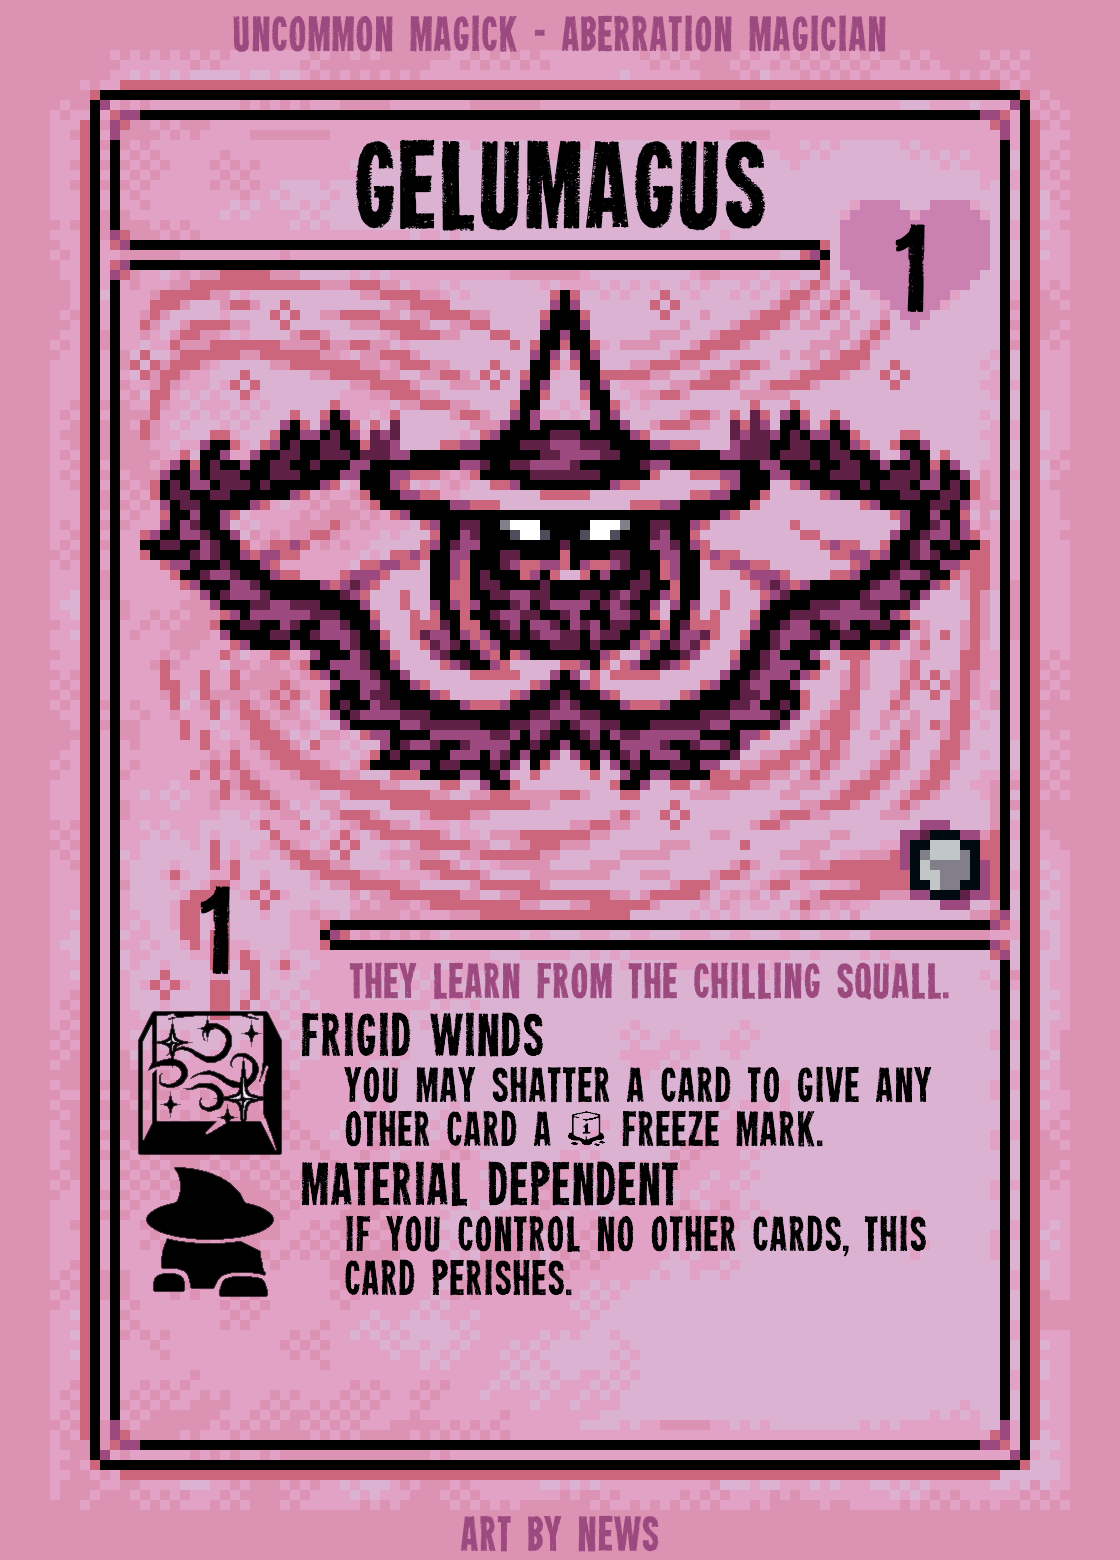 UNCOMMON MAGICK - ABERRATION MAGICIAN
GELUMAGUS
1
1
THEY LEARN FROM THE CHILLING SQUALL.
FRIGID WINDS
YOU MAY SHATTER A CARD TO GIVE ANY
OTHER CARD A 1 FREEZE MARK.
MATERIAL DEPENDENT
IF YOU CONTROL NO OTHER CARDS, THIS
CARD PERISHES.
ART BY NEWS